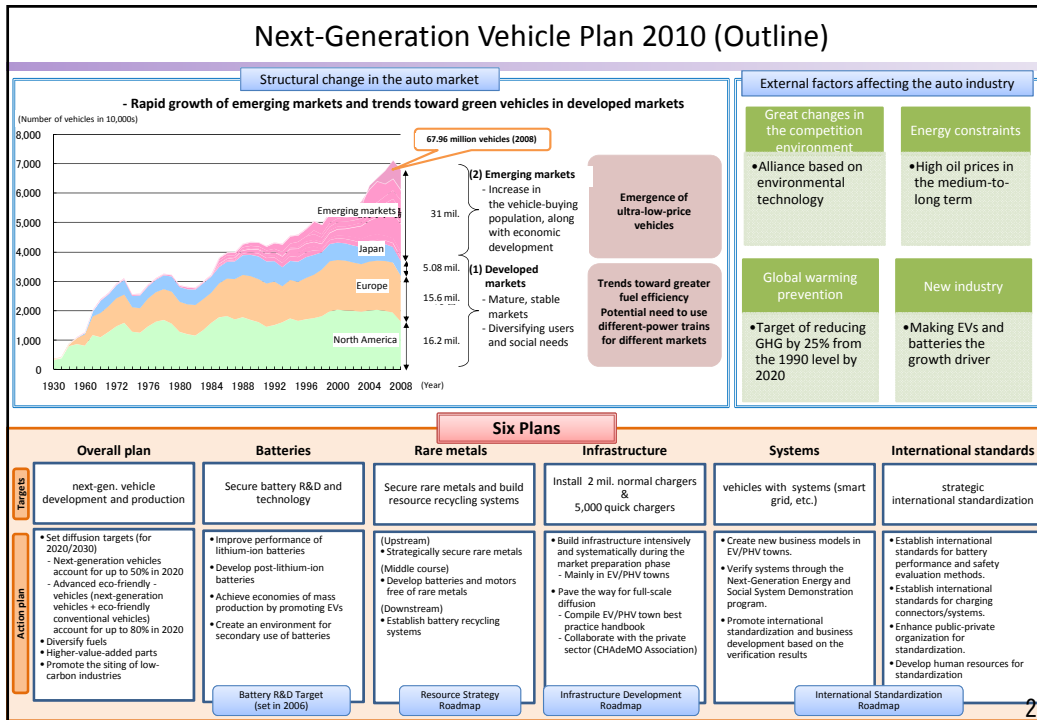 Next-Generation Vehicle Plan 2010 (Outline)
Structural change in the auto market
- Rapid growth of emerging markets and trends toward green vehicles in developed markets
(Number of vehicles in 10,000s)
8,000
7,000
6,000
5,000
4,000
3,000
2,000
1,000
0
1930
1960
1972
1976
1980
1984
1988
1992
1996
2000
2004
2008
(Year)
67.96 million vehicles (2008)
Emerging markets
Japan
Europe
North America
31 mil.
5.08 mil.
15.6 mil.
16.2 mil.
(2) Emerging markets
- Increase in
the vehicle-buying
population, along
with economic
development
(1) Developed
markets
- Mature, stable
markets
- Diversifying users
and social needs
Emergence of
ultra-low-price
vehicles
Trends toward greater
fuel efficiency
Potential need to use
different-power trains
for different markets
External factors affecting the auto industry
Great changes in
the competition
environment
•Alliance based on
environmental
technology
Energy constraints
•High oil prices in
the medium-to-
long term
Global warming
prevention
•Target of reducing
GHG by 25% from
the 1990 level by
2020
New industry
•Making EVs and
batteries the
growth driver
Six Plans
Targets
Action plan
Overall plan
next-gen. vehicle
development and production
• Set diffusion targets (for
2020/2030)
- Next-generation vehicles
account for up to 50% in 2020
- Advanced eco-friendly -
vehicles (next-generation
vehicles + eco-friendly
conventional vehicles)
account for up to 80% in 2020
• Diversify fuels
• Higher-value-added parts
• Promote the siting of low-
carbon industries
Batteries
Secure battery R&D and
technology
• Improve performance of
lithium-ion batteries
• Develop post-lithium-ion
batteries
• Achieve economies of mass
production by promoting EVs
• Create an environment for
secondary use of batteries
Battery R&D Target
(set in 2006)
Rare metals
Secure rare metals and build
resource recycling systems
(Upstream)
• Strategically secure rare metals
(Middle course)
• Develop batteries and motors
free of rare metals
(Downstream)
• Establish battery recycling
systems
Resource Strategy
Roadmap
Infrastructure
Install 2 mil. normal chargers
&
5,000 quick chargers
• Build infrastructure intensively
and systematically during the
market preparation phase
- Mainly in EV/PHV towns
• Pave the way for full-scale
diffusion
- Compile EV/PHV town best
practice handbook
- Collaborate with the private
sector (CHAdeMO Association)
Infrastructure Development
Roadmap
Systems
vehicles with systems (smart
grid, etc.)
• Create new business models in
EV/PHV towns.
• Verify systems through the
Next-Generation Energy and
Social System Demonstration
program.
• Promote international
standardization and business
development based on the
verification results
International standards
strategic
international standardization
• Establish international
standards for battery
performance and safety
evaluation methods.
• Establish international
standards for charging
connectors/systems.
• Enhance public-private
organization for
standardization.
• Develop human resources for
standardization
International Standardization
Roadmap
2